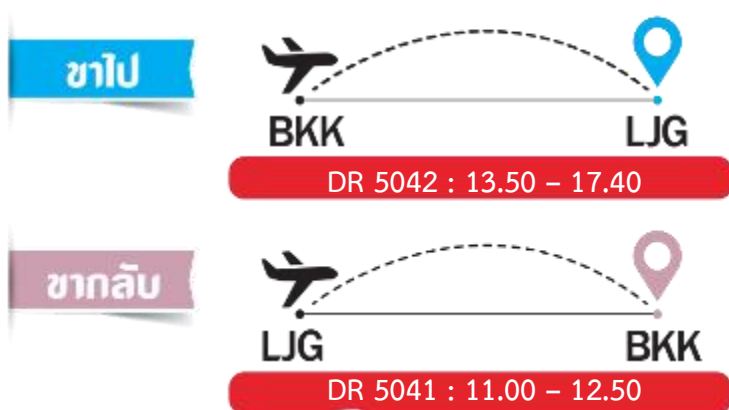 ขาไป
BKK LJG
DR 5042 : 13.50 – 17.40
ขากลับ
LJG BKK
DR 5041 : 11.00 – 12.50